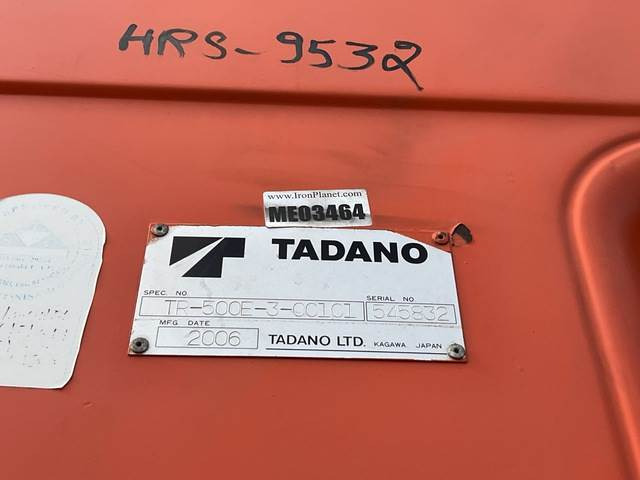 HRS-9532
www.IronPlanet.com
ME03464
TADANO
SPEC. NO. SERIAL NO.
TR-500E-3-00101 545832
MFG DATE
2006 TADANO LTD. KAGAWA JAPAN